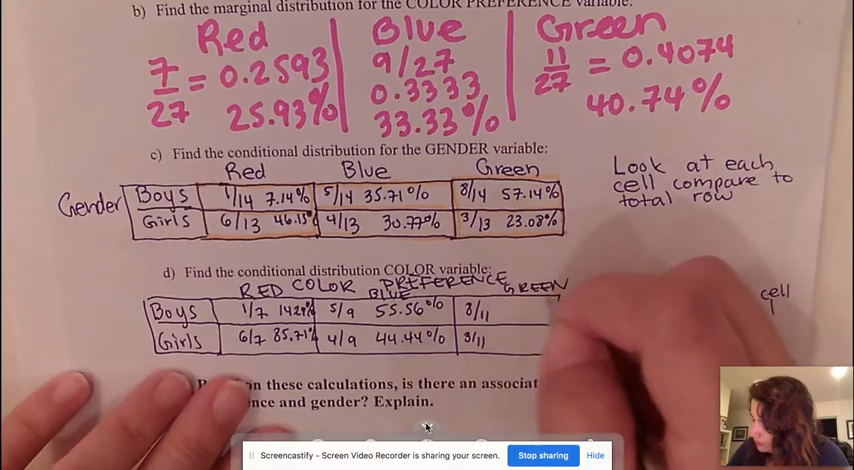 b) Find the marginal distribution for the COLOR PREFERENCE variable.
Red Blue Green
7/27 = 0.2593 9/27 11/27 = 0.4074
25.93% 0.3333 40.74%
33.33%
c) Find the conditional distribution for the GENDER variable:
Red Blue Green
Gender Boys 1/14 7.14% 5/14 35.71% 8/14 57.14%
Girls 6/13 46.15% 4/13 30.77% 3/13 23.08%
Look at each
cell compare to
total row
d) Find the conditional distribution COLOR variable:
RED COLOR BLUE PREFERENCE GREEN
Boys 1/7 5/9 55.56% 8/11
Girls 6/7 85.71% 4/9 44.44% 3/11
cell
on these calculations, is there an associat
nce and gender? Explain.
Screencastify - Screen Video Recorder is sharing your screen. Stop sharing Hide